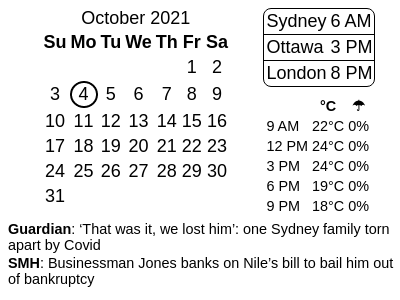 October 2021
Su Mo Tu We Th Fr Sa
1 2
3 4 5 6 7 8 9
10 11 12 13 14 15 16
17 18 19 20 21 22 23
24 25 26 27 28 29 30
31
Sydney 6 AM
Ottawa 3 PM
London 8 PM
°C ☂
9 AM 22°C 0%
12 PM 24°C 0%
3 PM 24°C 0%
6 PM 19°C 0%
9 PM 18°C 0%
Guardian: ‘That was it, we lost him’: one Sydney family torn
apart by Covid
SMH: Businessman Jones banks on Nile’s bill to bail him out
of bankruptcy